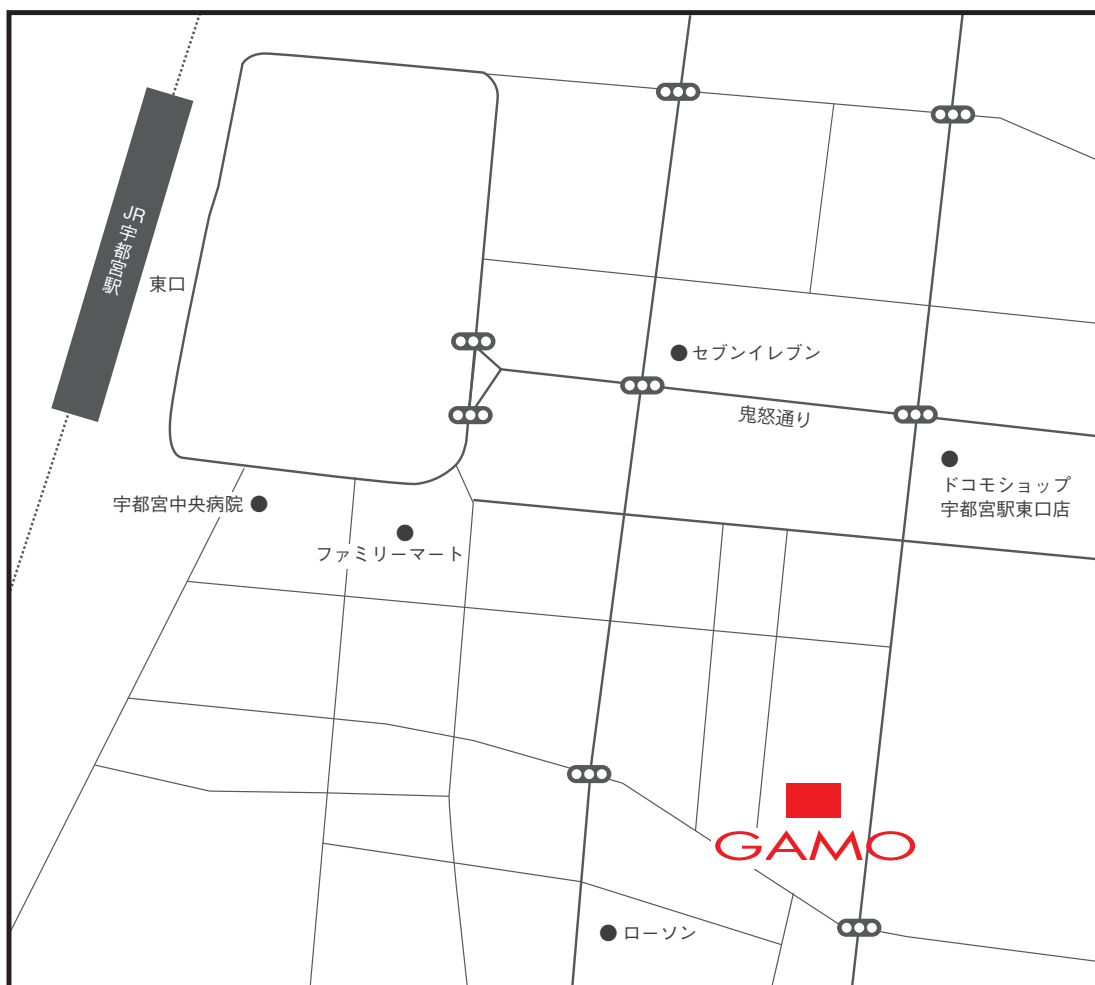 JR宇都宮駅
東口
セブンイレブン
鬼怒通り
ドコモショップ
宇都宮駅東口店
宇都宮中央病院
ファミリーマート
GAMO
ローソン